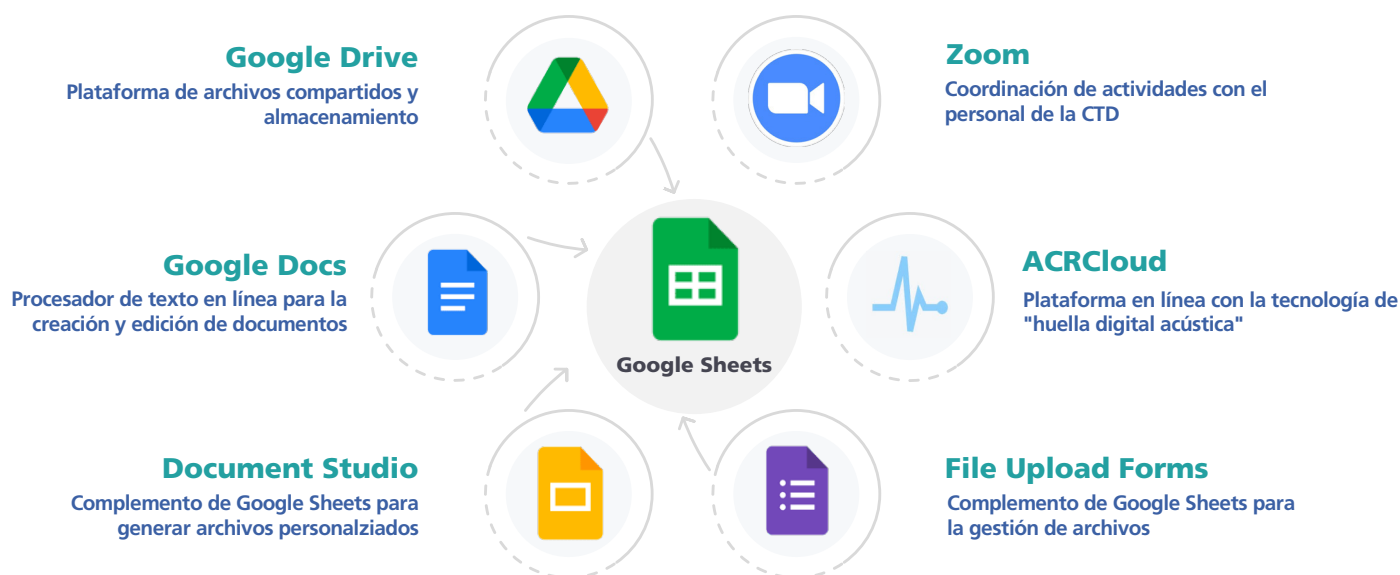 Google Drive
Plataforma de archivos compartidos y
almacenamiento
Zoom
Coordinación de actividades con el
personal de la CTD
Google Docs
Procesador de texto en línea para la
creación y edición de documentos
Google Sheets
ACRCloud
Plataforma en línea con la tecnología de
"huella digital acústica"
Document Studio
Complemento de Google Sheets para
generar archivos personalziados
File Upload Forms
Complemento de Google Sheets para
la gestión de archivos